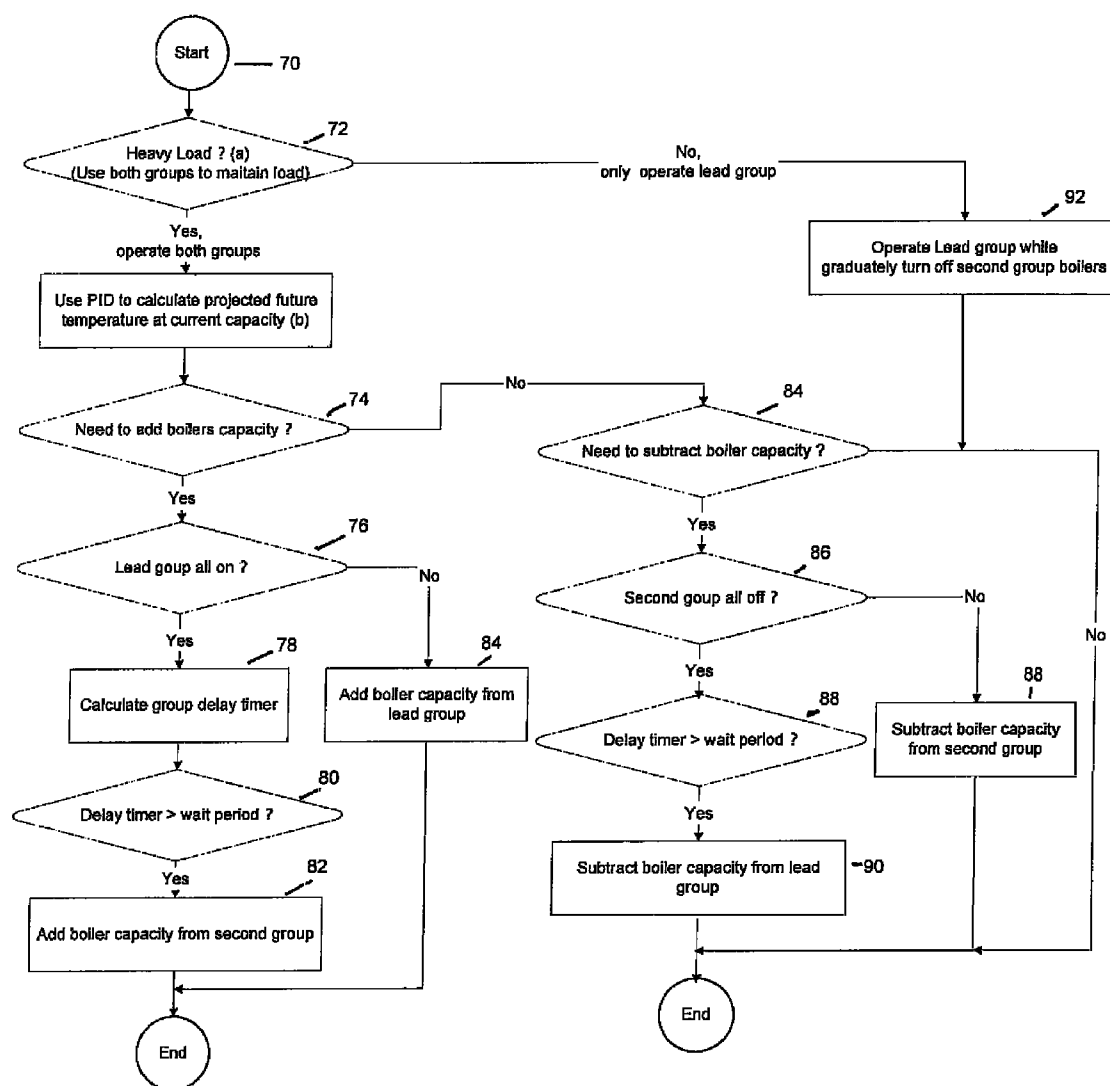 Start
70
72
Heavy Load ? (a)
(Use both groups to maitain load)
No,
only operate lead group
Yes,
operate both groups
92
Operate Lead group while
graduately turn off second group boilers
Use PID to calculate projected future
temperature at current capacity (b)
74
Need to add boilers capacity ?
No
84
Need to subtract boiler capacity ?
Yes
76
Lead goup all on ?
No
Yes
86
Second goup all off ?
No
No
Yes
78
Calculate group delay timer
84
Add boiler capacity from
lead group
Yes
88
Delay timer > wait period ?
88
Subtract boiler capacity
from second group
80
Delay timer > wait period ?
Yes
82
Add boiler capacity from second group
Yes
Subtract boiler capacity from lead
group
90
End
End